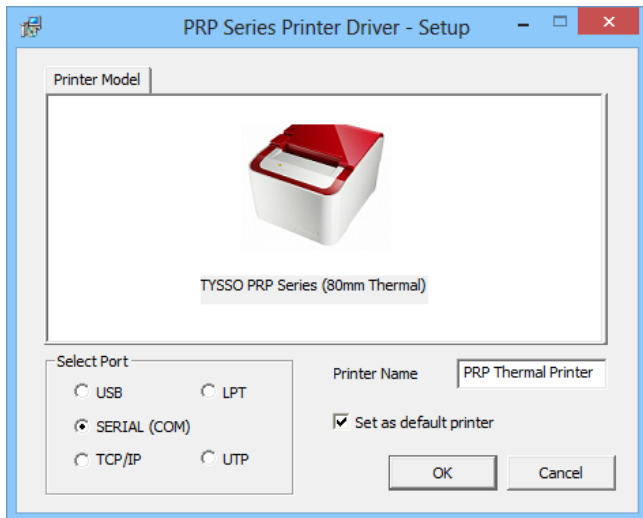 PRP Series Printer Driver - Setup
Printer Model
TYSSO PRP Series (80mm Thermal)
Select Port
USB
LPT
SERIAL (COM)
TCP/IP
UTP
Printer Name
PRP Thermal Printer
Set as default printer
OK
Cancel